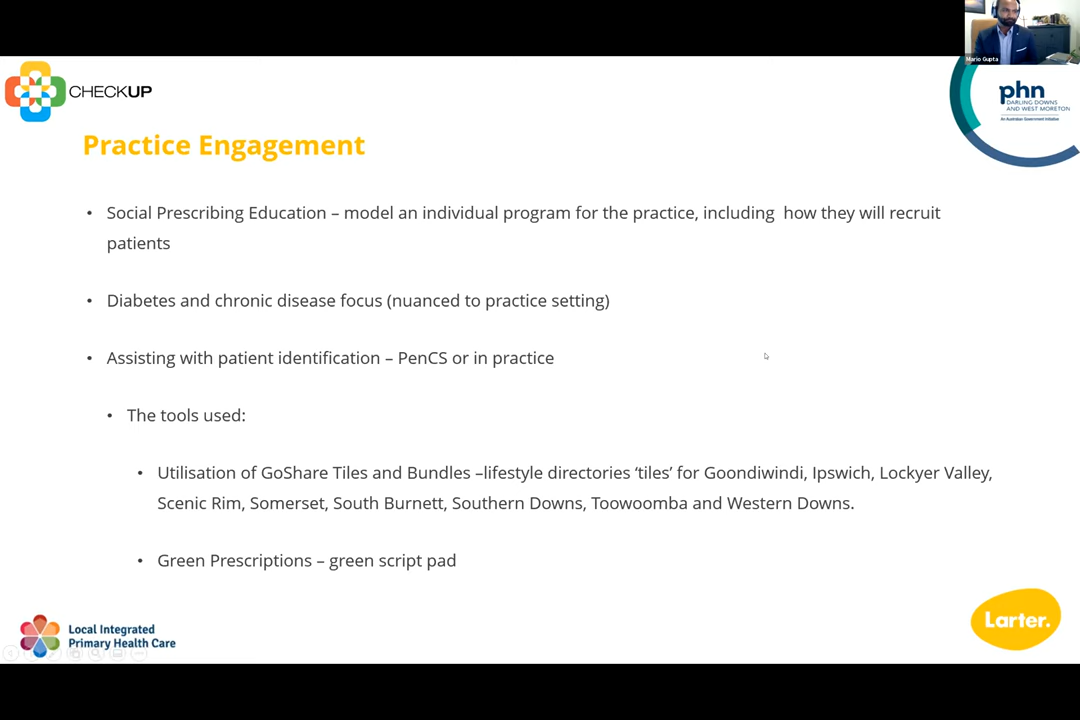 Mario Gupta
CHECKUP
phn
DARLING DOWNS
AND WEST MORETON
An Australian Government Initiative
Practice Engagement
• Social Prescribing Education – model an individual program for the practice, including  how they will recruit
patients
• Diabetes and chronic disease focus (nuanced to practice setting)
• Assisting with patient identification – PenCS or in practice
• The tools used:
• Utilisation of GoShare Tiles and Bundles –lifestyle directories ‘tiles’ for Goondiwindi, Ipswich, Lockyer Valley,
Scenic Rim, Somerset, South Burnett, Southern Downs, Toowoomba and Western Downs.
• Green Prescriptions – green script pad
Local Integrated
Primary Health Care
Larter.